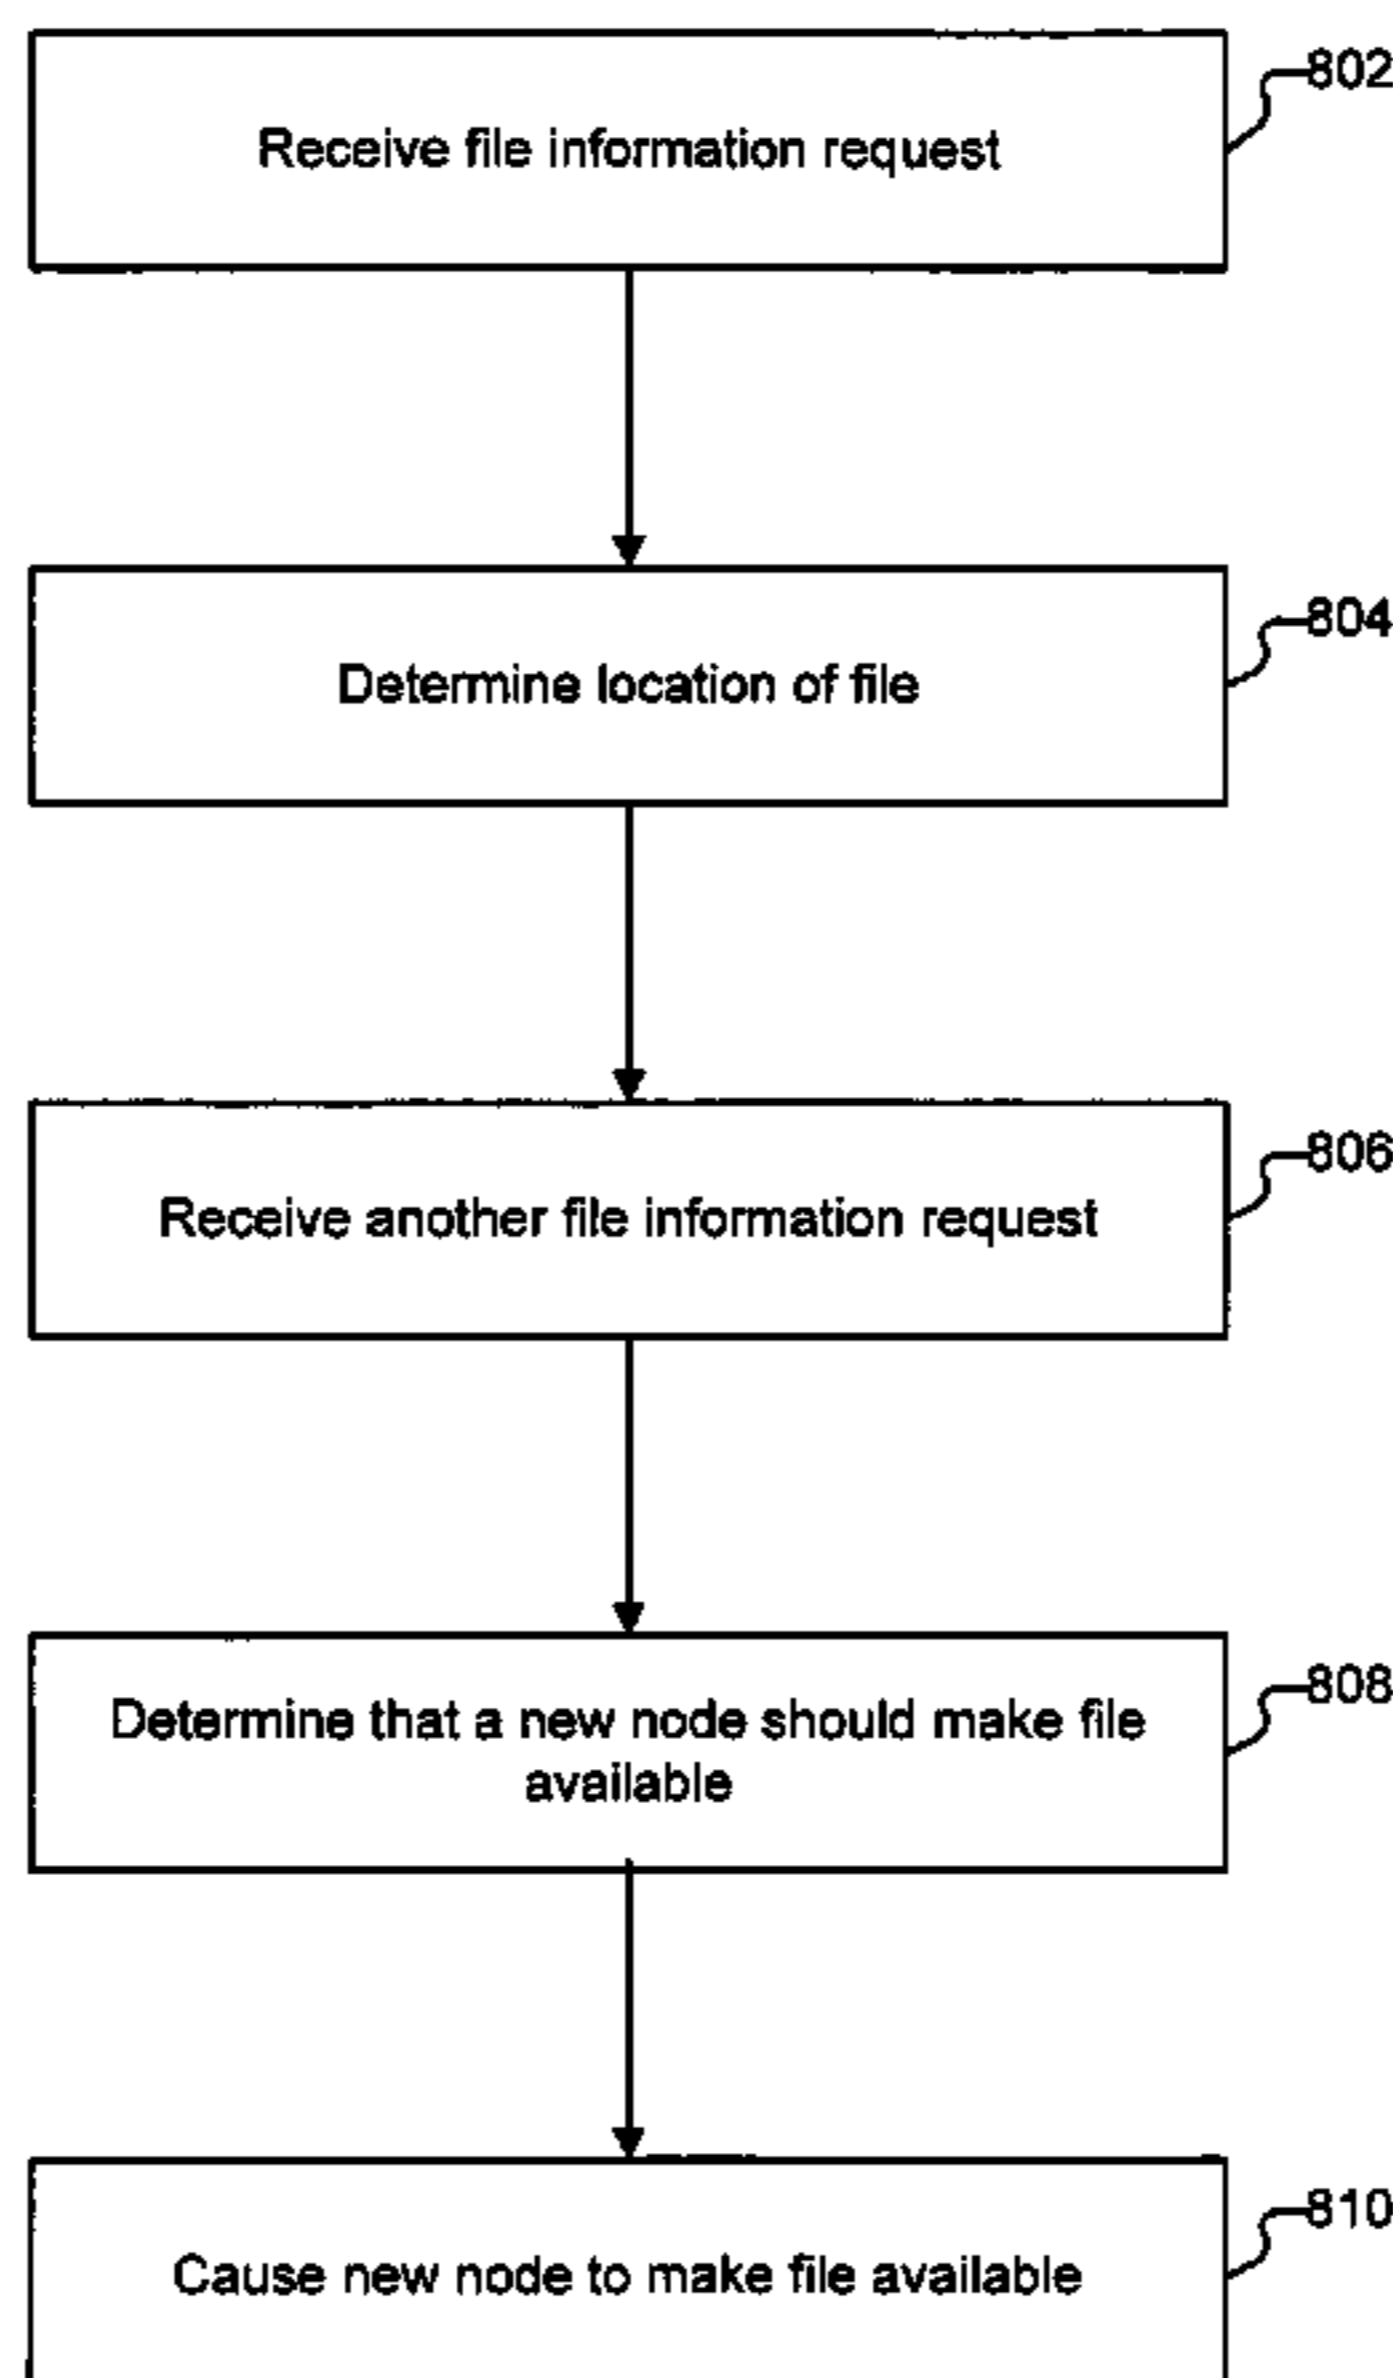 Receive file information request
802
Determine location of file
804
Receive another file information request
806
Determine that a new node should make file
available
808
Cause new node to make file available
810